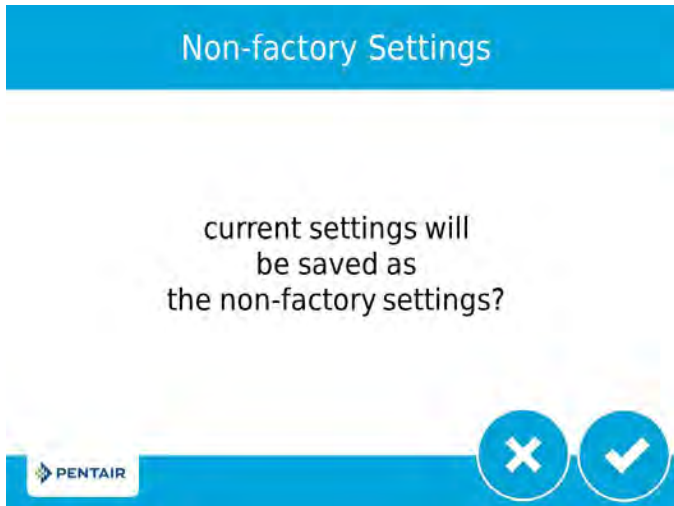 Non-factory Settings
current settings will
be saved as
the non-factory settings?
PENTAIR